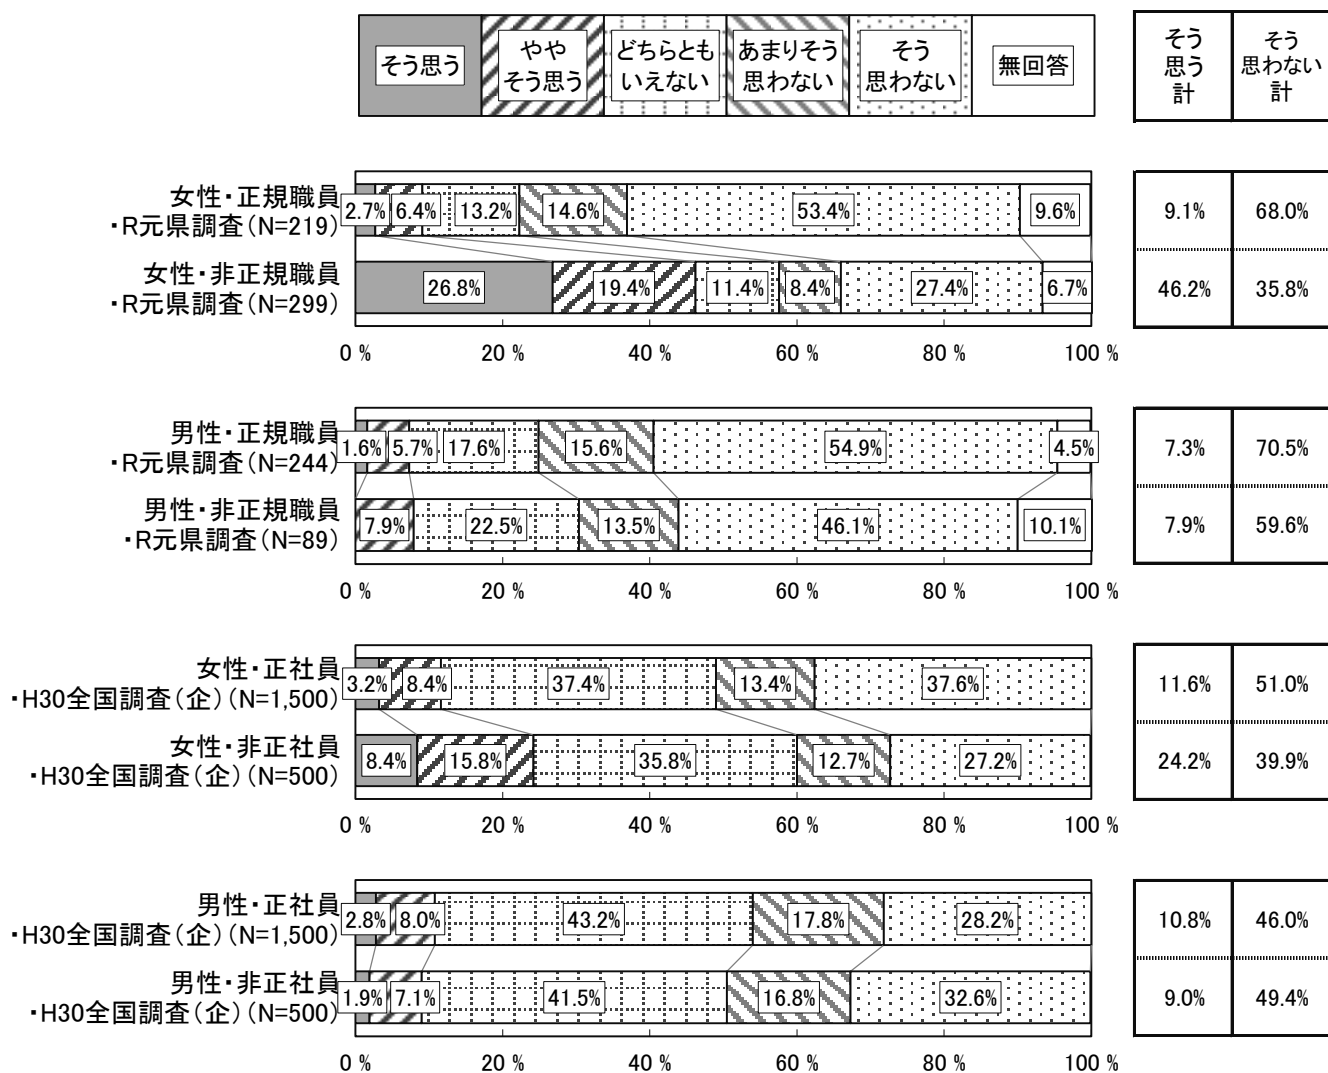 そう思う
やや
そう思う
どちらとも
いえない
あまりそう
思わない
そう
思わない
無回答
そう
思う
計
そう
思わない
計
女性・正規職員
・R元県調査(N=219)
2.7% 6.4% 13.2% 14.6% 53.4% 9.6% 9.1% 68.0%
女性・非正規職員
・R元県調査(N=299)
26.8% 19.4% 11.4% 8.4% 27.4% 6.7% 46.2% 35.8%
0% 20% 40% 60% 80% 100%
男性・正規職員
・R元県調査(N=244)
1.6% 5.7% 17.6% 15.6% 54.9% 4.5% 7.3% 70.5%
男性・非正規職員
・R元県調査(N=89)
7.9% 22.5% 13.5% 46.1% 10.1% 7.9% 59.6%
0% 20% 40% 60% 80% 100%
女性・正社員
・H30全国調査(企)(N=1,500)
3.2% 8.4% 37.4% 13.4% 37.6% 11.6% 51.0%
女性・非正社員
・H30全国調査(企)(N=500)
8.4% 15.8% 35.8% 12.7% 27.2% 24.2% 39.9%
0% 20% 40% 60% 80% 100%
男性・正社員
・H30全国調査(企)(N=1,500)
2.8% 8.0% 43.2% 17.8% 28.2% 10.8% 46.0%
男性・非正社員
・H30全国調査(企)(N=500)
1.9% 7.1% 41.5% 16.8% 32.6% 9.0% 49.4%
0% 20% 40% 60% 80% 100%